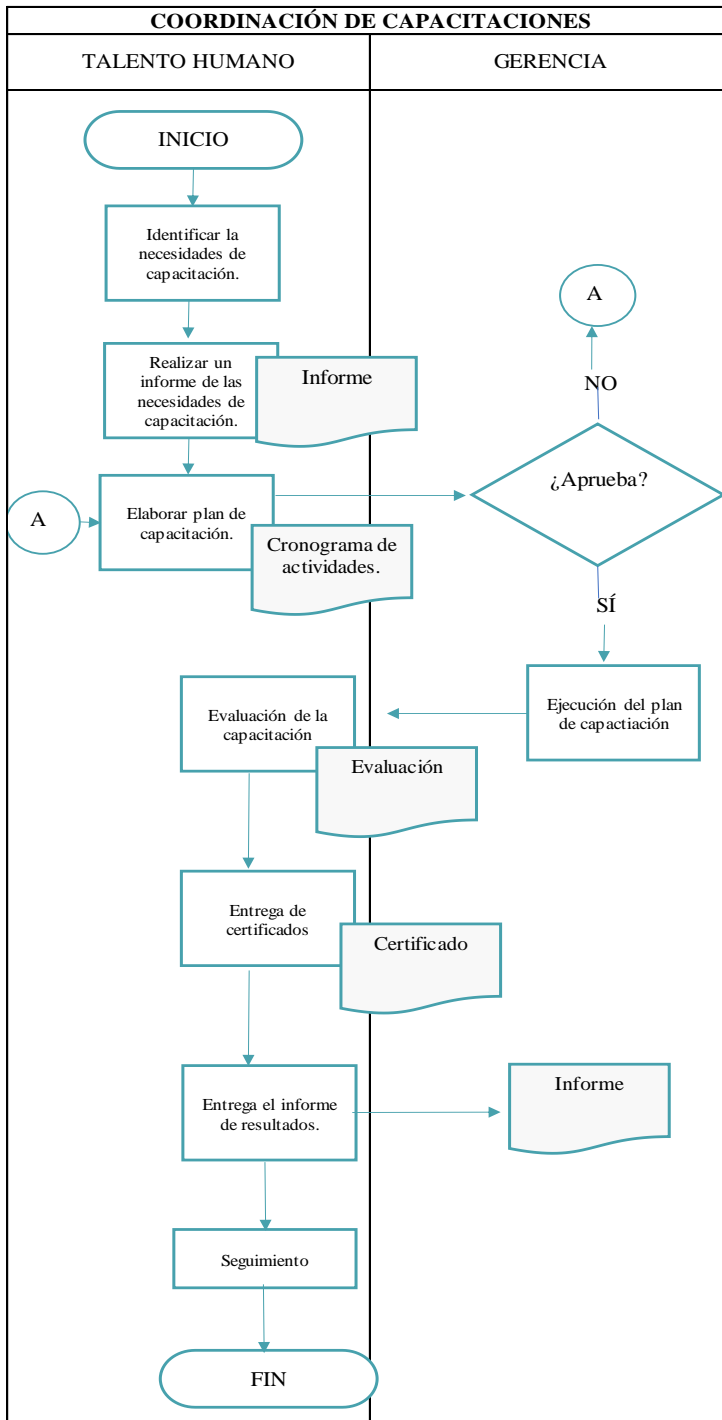 COORDINACIÓN DE CAPACITACIONES
TALENTO HUMANO
GERENCIA
INICIO
Identificar la
necesidades de
capacitación.
A
Realizar un
informe de las
necesidades de
capacitación.
Informe
NO
¿Aprueba?
A
Elaborar plan de
capacitación.
Cronograma de
actividades.
SÍ
Ejecución del plan
de capactiación
Evaluación de la
capacitación
Evaluación
Entrega de
certificados
Certificado
Entrega el informe
de resultados.
Informe
Seguimiento
FIN